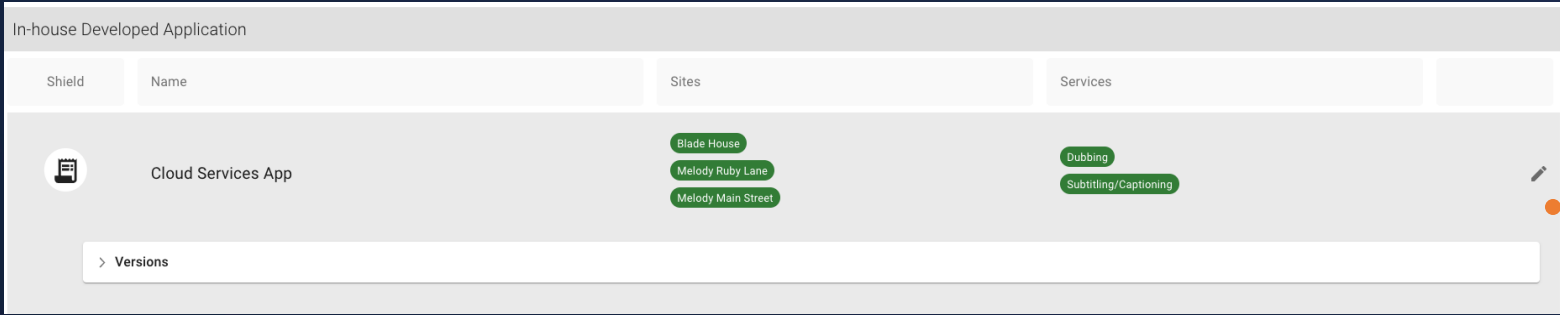 In-house Developed Application
Shield
Name
Sites
Services
Cloud Services App
Blade House
Melody Ruby Lane
Melody Main Street
Dubbing
Subtitling/Captioning
Versions